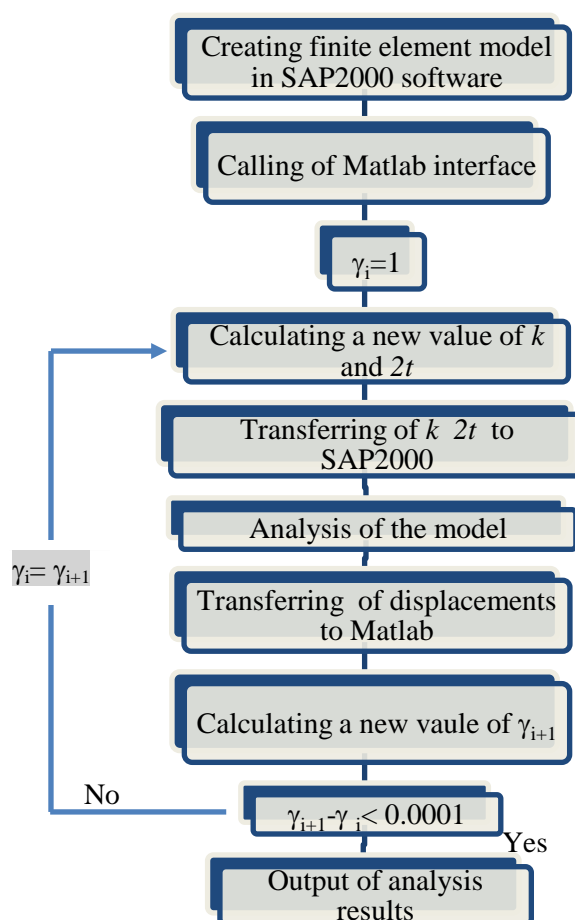 Creating finite element model
in SAP2000 software
Calling of Matlab interface
γi=1
Calculating a new value of k
and 2t
Transferring of k 2t to
SAP2000
Analysis of the model
γi= γi+1
Transferring of displacements
to Matlab
Calculating a new vaule of γi+1
No
γi+1-γ i< 0.0001
Yes
Output of analysis
results